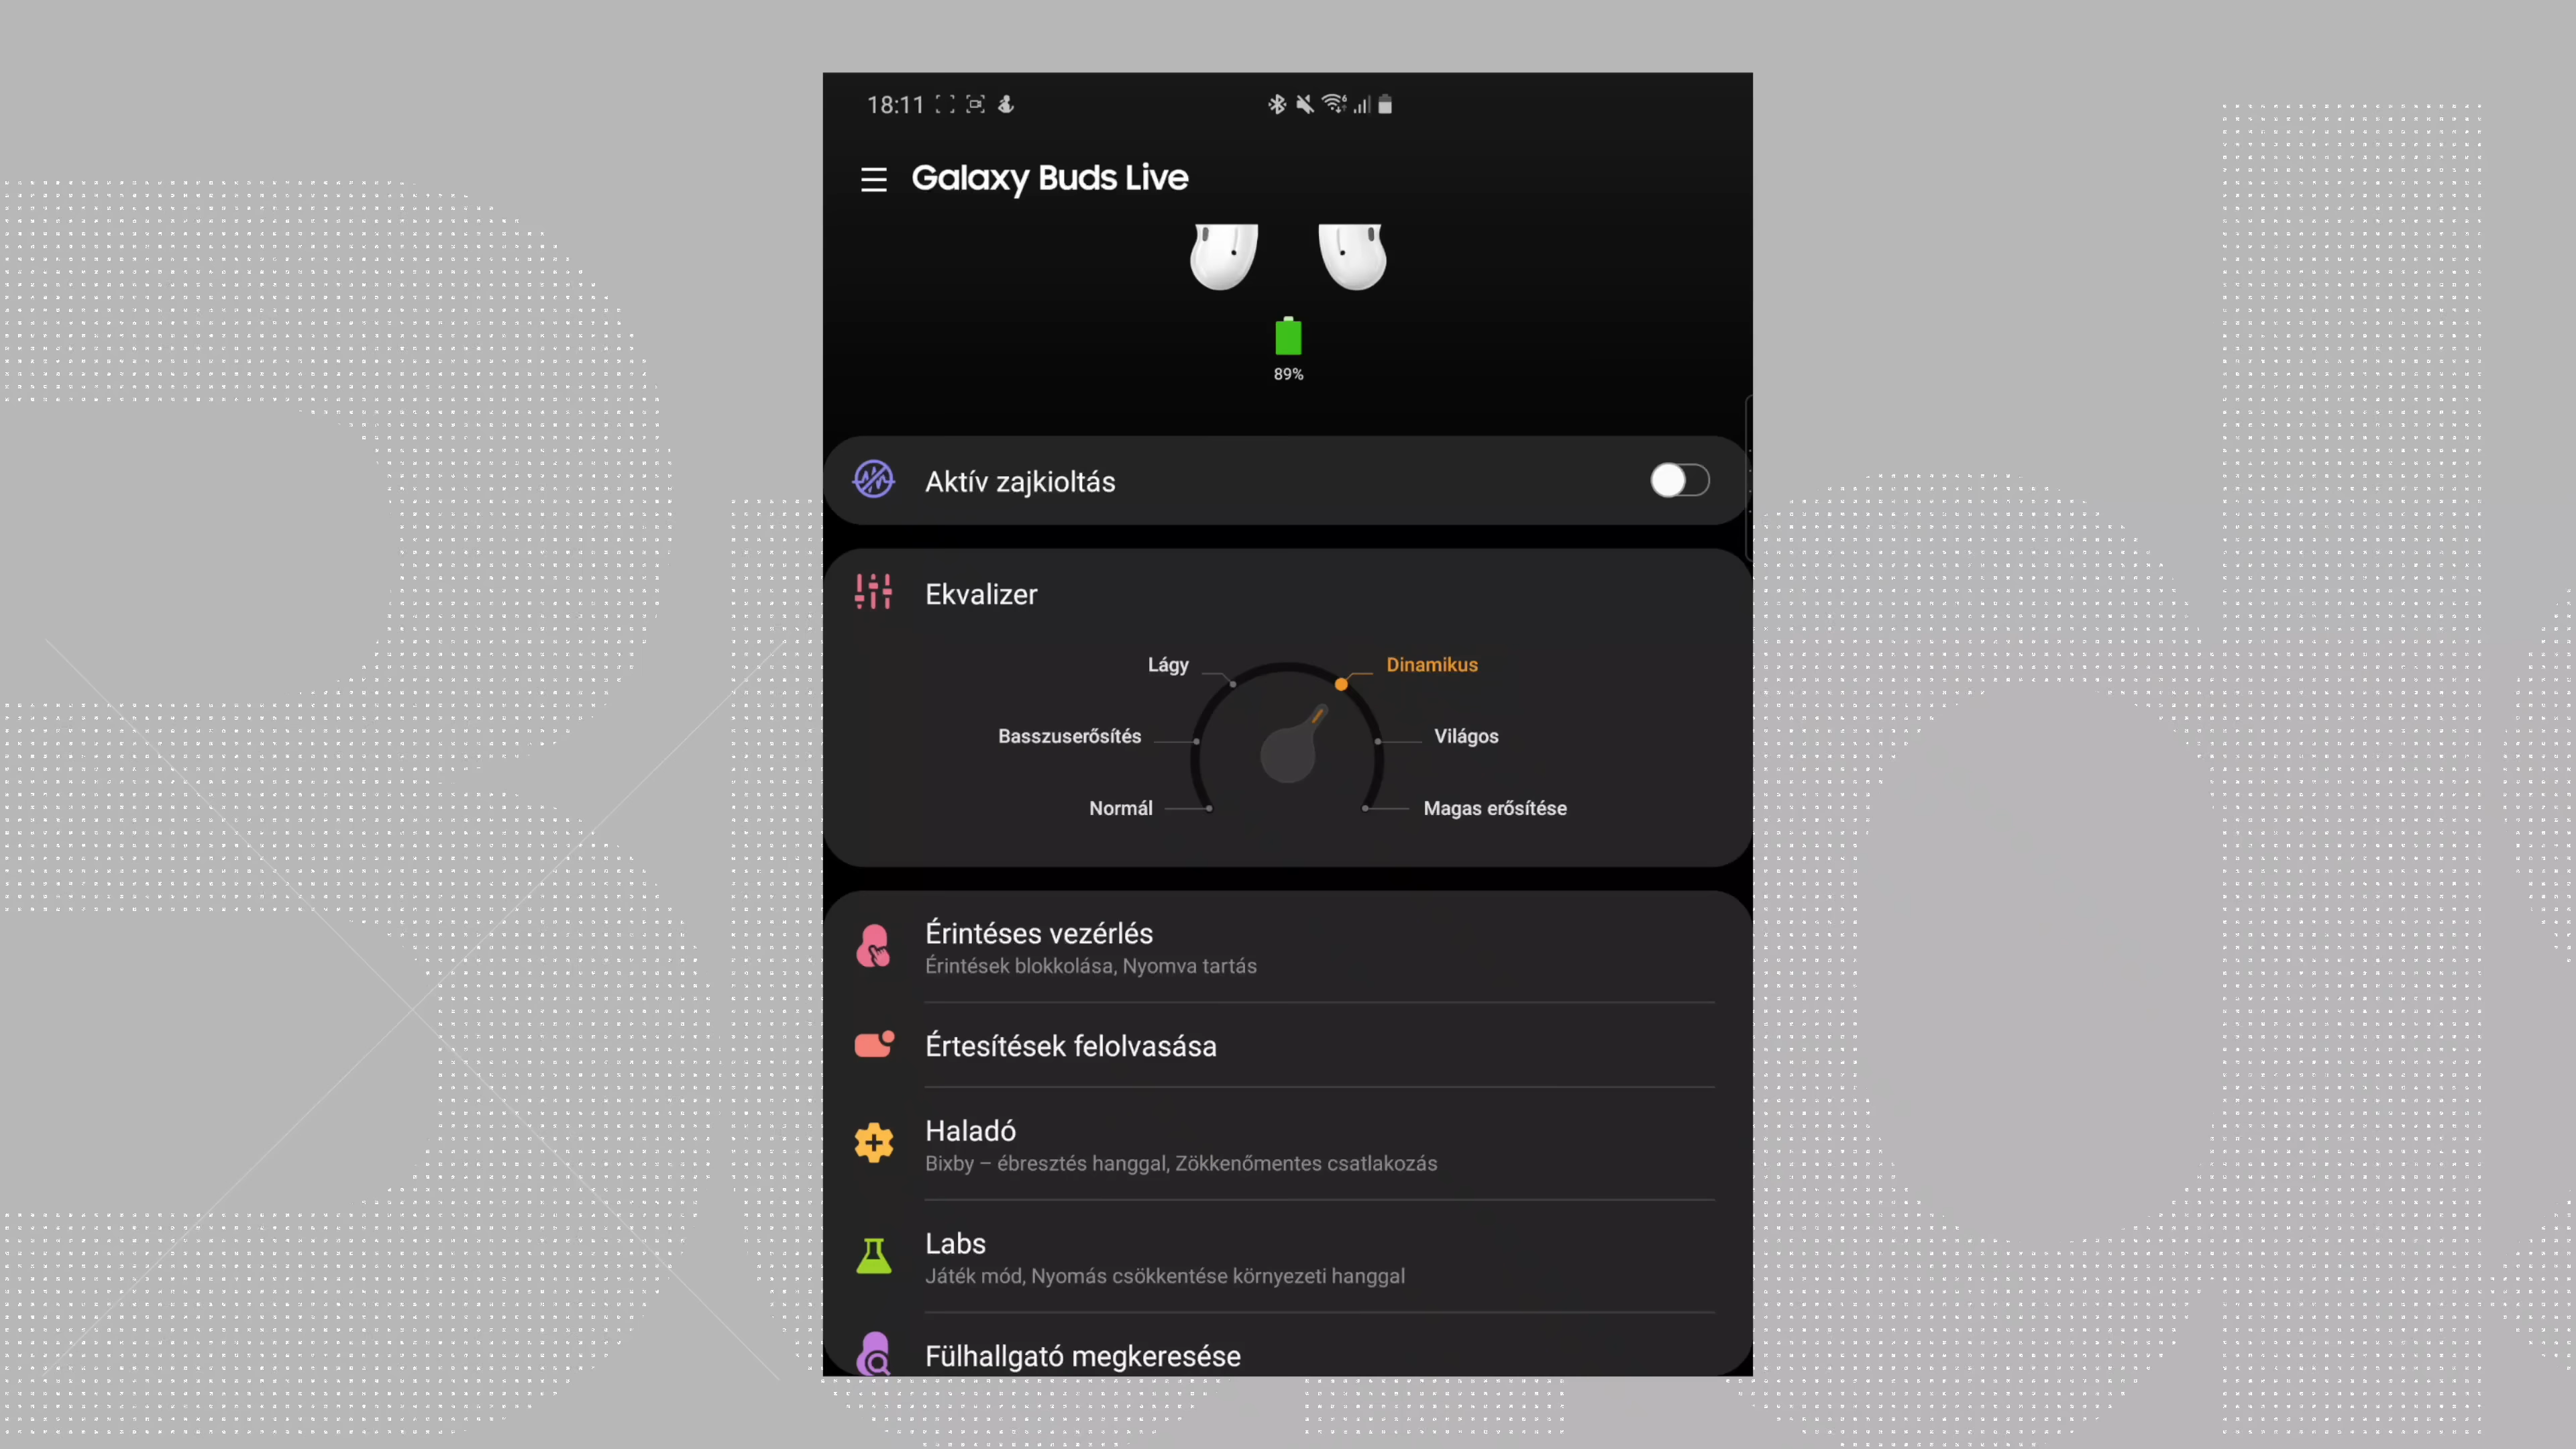 18:11
Galaxy Buds Live
89%
Aktív zajkioltás
Ekvalizer
Lágy
Dinamikus
Basszuserősítés
Világos
Normál
Magas erősítése
Érintéses vezérlés
Érintések blokkolása, Nyomva tartás
Értesítések felolvasása
Haladó
Bixby – ébresztés hanggal, Zökkenőmentes csatlakozás
Labs
Játék mód, Nyomás csökkentése környezeti hanggal
Fülhallgató megkeresése